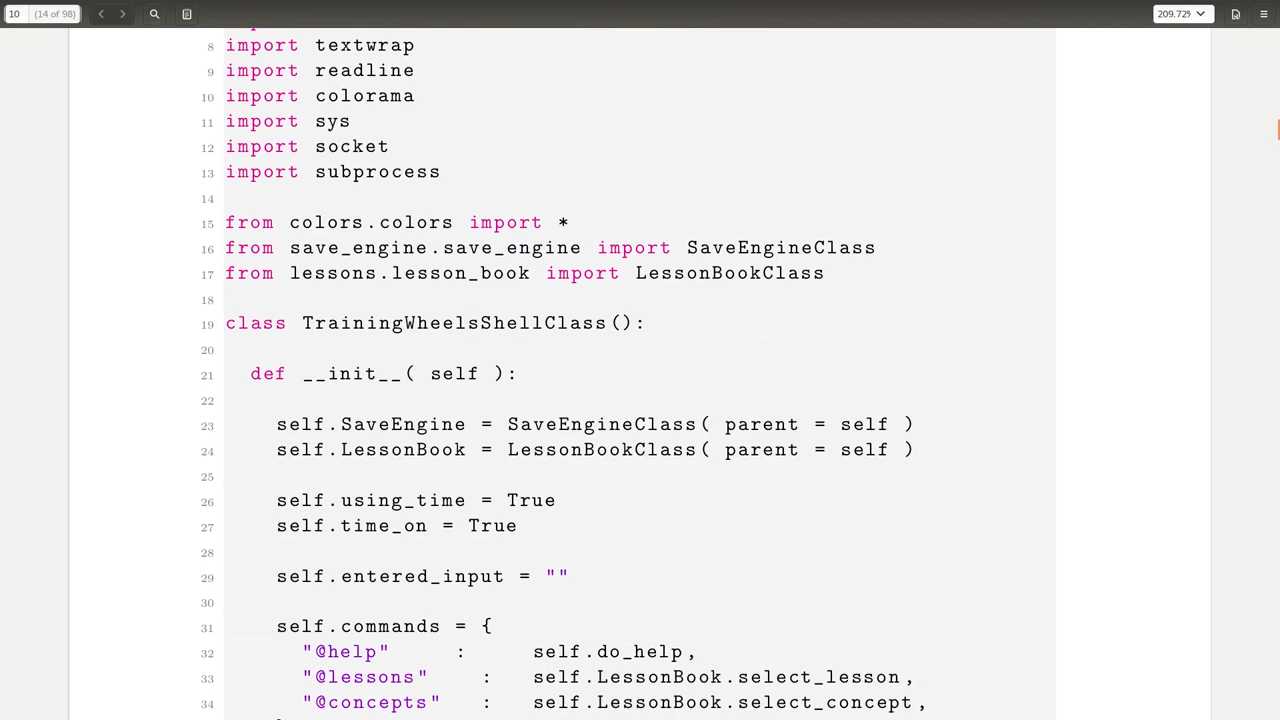 10 (14 of 98) 209.72%
8 import textwrap
9 import readline
10 import colorama
11 import sys
12 import socket
13 import subprocess
14
15 from colors.colors import *
16 from save_engine.save_engine import SaveEngineClass
17 from lessons.lesson_book import LessonBookClass
18
19 class TrainingWheelsShellClass():
20
21 def __init__( self ):
22
23 self.SaveEngine = SaveEngineClass( parent = self )
24 self.LessonBook = LessonBookClass( parent = self )
25
26 self.using_time = True
27 self.time_on = True
28
29 self.entered_input = ""
30
31 self.commands = {
32 "@help" : self.do_help,
33 "@lessons" : self.LessonBook.select_lesson,
34 "@concepts" : self.LessonBook.select_concept,